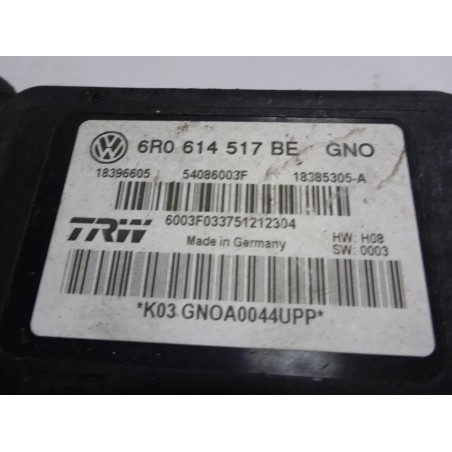 6R0 614 517 BE GNO
18396605 54086003F 18385305-A
6003F033751212304
TRW Made in Germany HW: H08
SW: 0003
*K03 GNOA0044UPP*